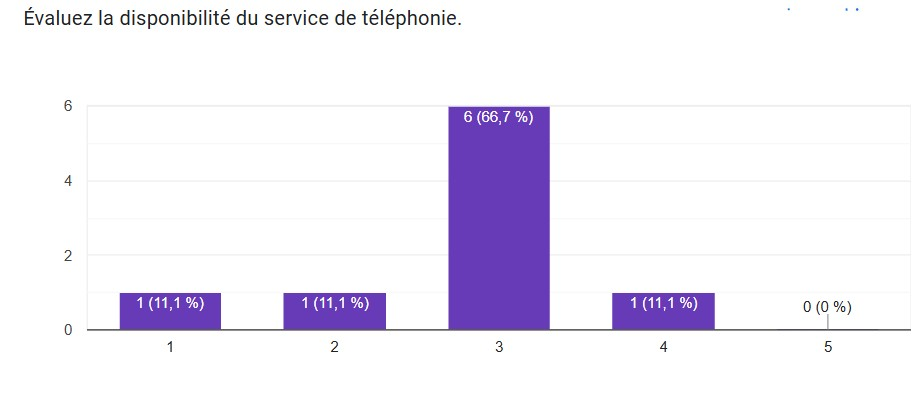 Évaluez la disponibilité du service de téléphonie.
6
4
2
0
6 (66,7 %)
1 (11,1 %)
1 (11,1 %)
1 (11,1 %)
0 (0 %)
1
2
3
4
5